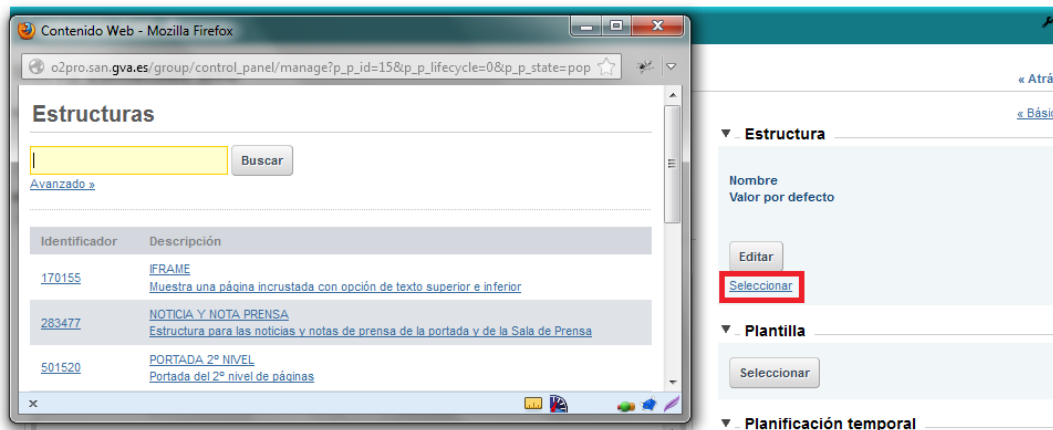 Contenido Web - Mozilla Firefox
o2pro.san.gva.es/group/control_panel/manage?p_p_id=15&p_p_lifecycle=0&p_p_state=pop
Estructuras
Buscar
Avanzado »
Identificador Descripción
170155
IFRAME
Muestra una página incrustada con opción de texto superior e inferior
283477
NOTICIA Y NOTA PRENSA
Estructura para las noticias y notas de prensa de la portada y de la Sala de Prensa
501520
PORTADA 2º NIVEL
Portada del 2º nivel de páginas
« Atrá
« Básic
Estructura
Nombre
Valor por defecto
Editar
Seleccionar
Plantilla
Seleccionar
Planificación temporal